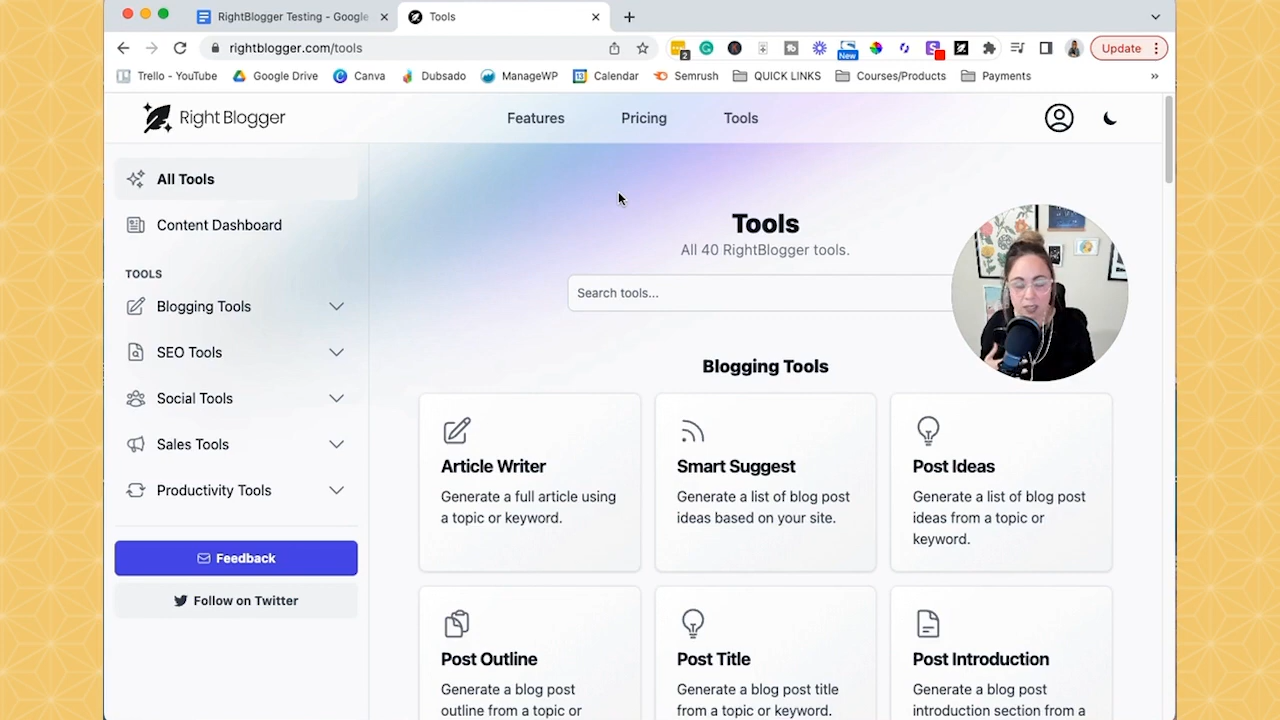 RightBlogger Testing - Google
Tools
rightblogger.com/tools
2
New
Update
Trello - YouTube
Google Drive
Canva
Dubsado
ManageWP
Calendar
Semrush
QUICK LINKS
Courses/Products
Payments
»
Right Blogger
Features
Pricing
Tools
All Tools
Content Dashboard
TOOLS
Blogging Tools
SEO Tools
Social Tools
Sales Tools
Productivity Tools
Feedback
Follow on Twitter
Tools
All 40 RightBlogger tools.
Search tools...
Blogging Tools
Article Writer
Generate a full article using
a topic or keyword.
Smart Suggest
Generate a list of blog post
ideas based on your site.
Post Ideas
Generate a list of blog post
ideas from a topic or
keyword.
Post Outline
Generate a blog post
outline from a topic or
Post Title
Generate a blog post title
from a topic or keyword.
Post Introduction
Generate a blog post
introduction section from a